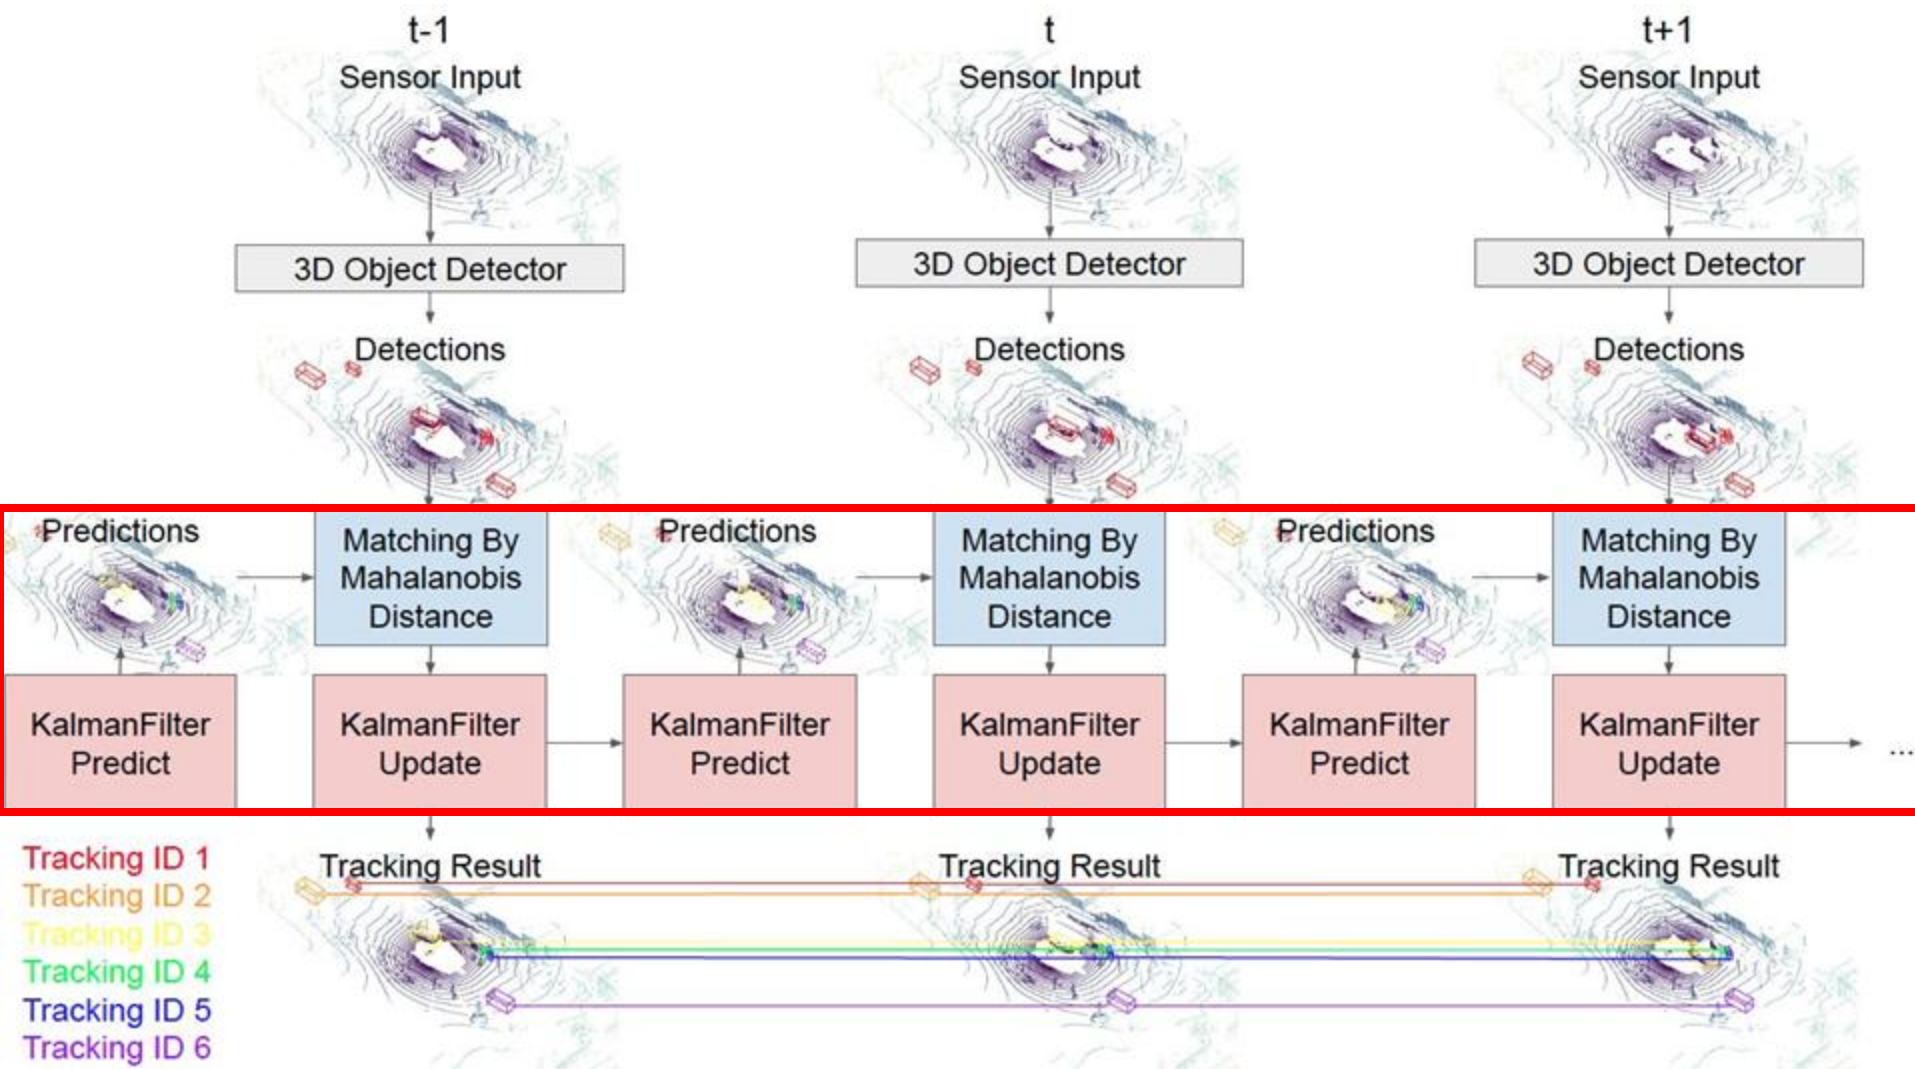 t-1
t
t+1
Sensor Input
Sensor Input
Sensor Input
3D Object Detector
3D Object Detector
3D Object Detector
Detections
Detections
Detections
Predictions
Matching By
Mahalanobis
Distance
Predictions
Matching By
Mahalanobis
Distance
Predictions
Matching By
Mahalanobis
Distance
KalmanFilter
Predict
KalmanFilter
Update
KalmanFilter
Predict
KalmanFilter
Update
KalmanFilter
Predict
KalmanFilter
Update
...
Tracking Result
Tracking Result
Tracking Result
Tracking ID 1
Tracking ID 2
Tracking ID 3
Tracking ID 4
Tracking ID 5
Tracking ID 6